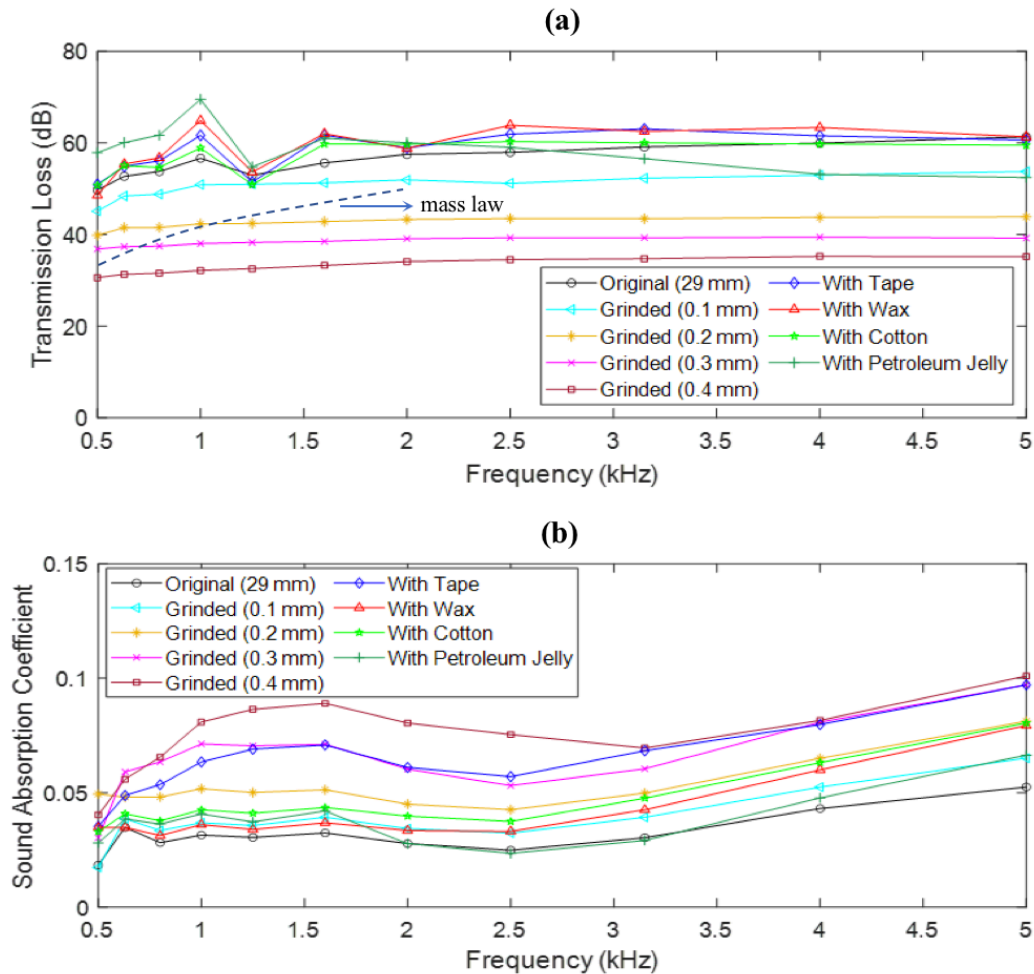 (a)
80
60
40
20
0
Transmission Loss (dB)
mass law
Original (29 mm)
Grinded (0.1 mm)
Grinded (0.2 mm)
Grinded (0.3 mm)
Grinded (0.4 mm)
With Tape
With Wax
With Cotton
With Petroleum Jelly
0.5 1 1.5 2 2.5 3 3.5 4 4.5 5
Frequency (kHz)
(b)
0.15
0.1
0.05
0
Sound Absorption Coefficient
Original (29 mm)
Grinded (0.1 mm)
Grinded (0.2 mm)
Grinded (0.3 mm)
Grinded (0.4 mm)
With Tape
With Wax
With Cotton
With Petroleum Jelly
0.5 1 1.5 2 2.5 3 3.5 4 4.5 5
Frequency (kHz)